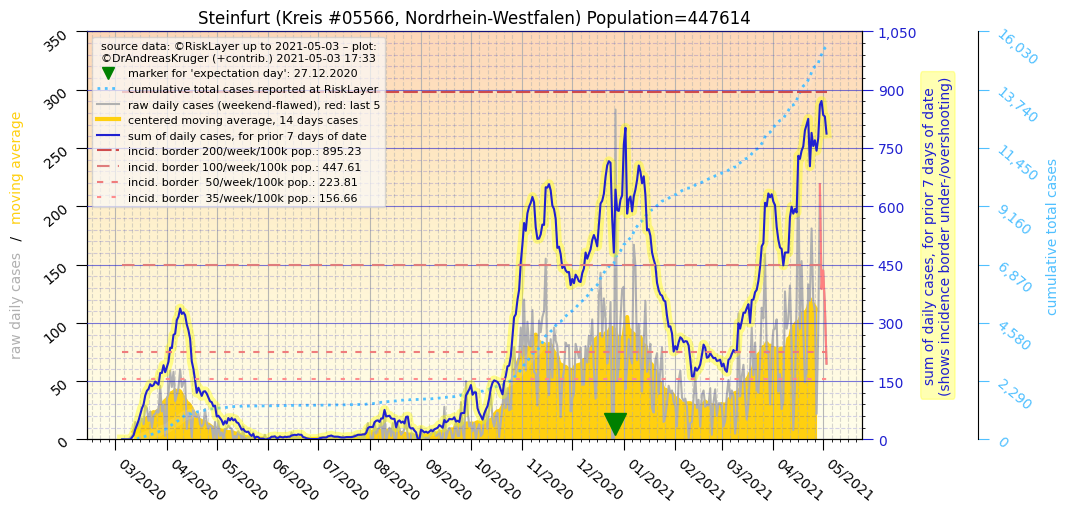 Steinfurt (Kreis #05566, Nordrhein-Westfalen) Population=447614
source data: ©RiskLayer up to 2021-05-03 – plot:
©DrAndreasKruger (+contrib.) 2021-05-03 17:33
marker for 'expectation day': 27.12.2020
cumulative total cases reported at RiskLayer
raw daily cases (weekend-flawed), red: last 5
centered moving average, 14 days cases
sum of daily cases, for prior 7 days of date
incid. border 200/week/100k pop.: 895.23
incid. border 100/week/100k pop.: 447.61
incid. border  50/week/100k pop.: 223.81
incid. border  35/week/100k pop.: 156.66
raw daily cases  /  moving average
350
300
250
200
150
100
50
0
03/2020
04/2020
05/2020
06/2020
07/2020
08/2020
09/2020
10/2020
11/2020
12/2020
01/2021
02/2021
03/2021
04/2021
05/2021
1,050
900
750
600
450
300
150
0
sum of daily cases, for prior 7 days of date
(shows incidence border under-/overshooting)
16,030
13,740
11,450
9,160
6,870
4,580
2,290
0
cumulative total cases